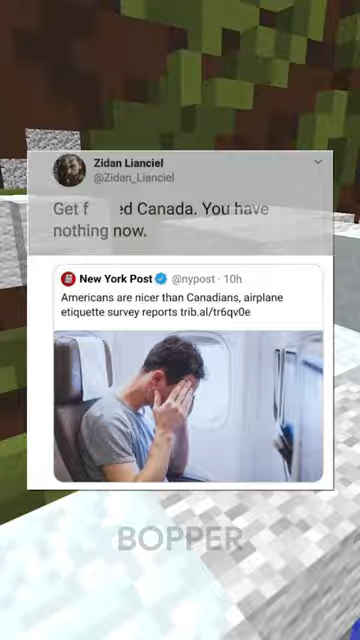 Zidan Lianciel
@Zidan_Lianciel
Get f ed Canada. You have
nothing now.
New York Post @nypost · 10h
Americans are nicer than Canadians, airplane
etiquette survey reports trib.al/tr6qv0e
BOPPER